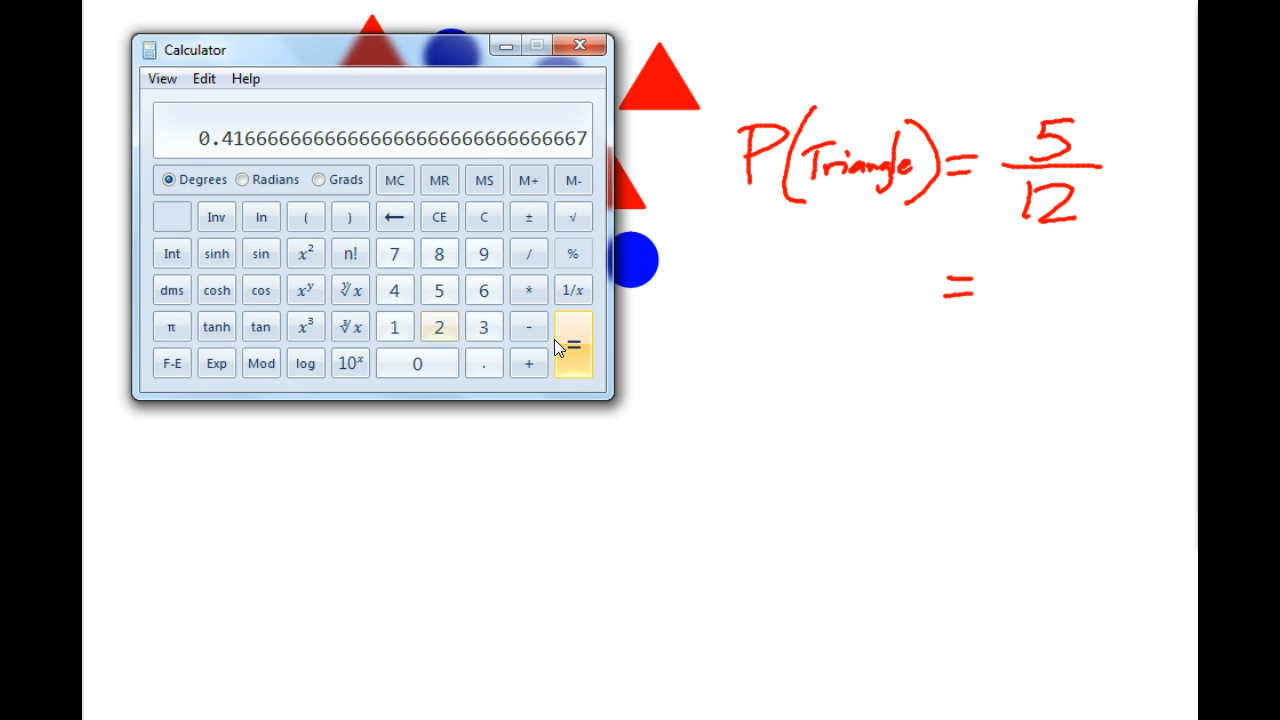 Calculator
View Edit Help
0.41666666666666666666666666666667
Degrees Radians Grads MC MR MS M+ M-
Inv ln ( ) ← CE C ± √
Int sinh sin x² n! 7 8 9 / %
dms cosh cos xʸ ʸ√x 4 5 6 * 1/x
π tanh tan x³ ³√x 1 2 3 - =
F-E Exp Mod log 10ˣ 0 . +
P(Triangle) = 5/12
=